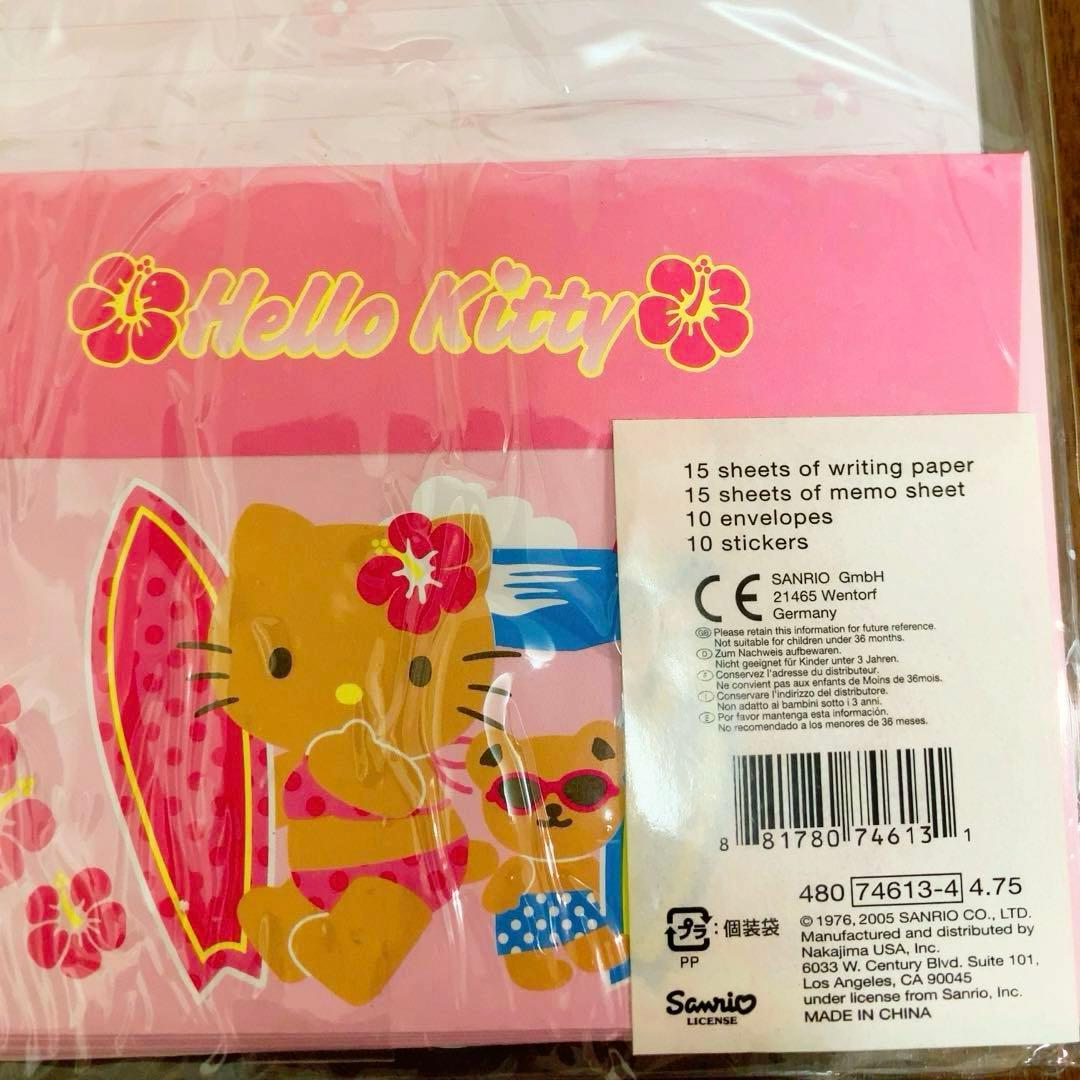 Hello Kitty
15 sheets of writing paper
15 sheets of memo sheet
10 envelopes
10 stickers
CE
SANRIO GmbH
21465 Wentorf
Germany
GB Please retain this information for future reference.
Not suitable for children under 36 months.
D Zum Nachweis aufbewaren.
Nicht geeignet für Kinder unter 3 Jahren.
F Conservez l'adresse du distributeur.
Ne convient pas aux enfants de Moins de 36mois.
I Conservare l'indirizzo del distributore.
Non adatto ai bambini sotto i 3 anni.
E Por favor mantenga esta información.
No recomendado a los menores de 36 meses.
8 81780 74613 1
480 74613-4 4.75
プラ : 個装袋
PP
© 1976, 2005 SANRIO CO., LTD.
Manufactured and distributed by
Nakajima USA, Inc.
6033 W. Century Blvd. Suite 101,
Los Angeles, CA 90045
under license from Sanrio, Inc.
MADE IN CHINA
Sanrio
LICENSE